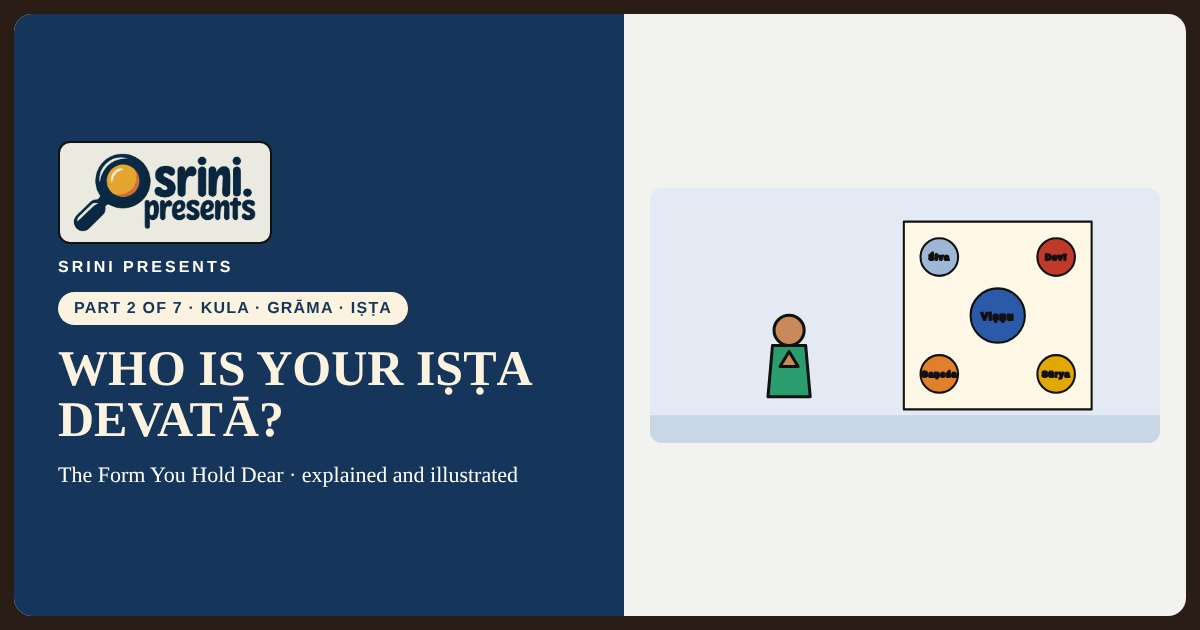 srini.
presents
SRINI PRESENTS
PART 2 OF 7 · KULA · GRĀMA · IṢṬA
WHO IS YOUR IṢṬA
DEVATĀ?
The Form You Hold Dear · explained and illustrated
Śiva
Devī
Viṣṇu
Gaṇeśa
Sūrya